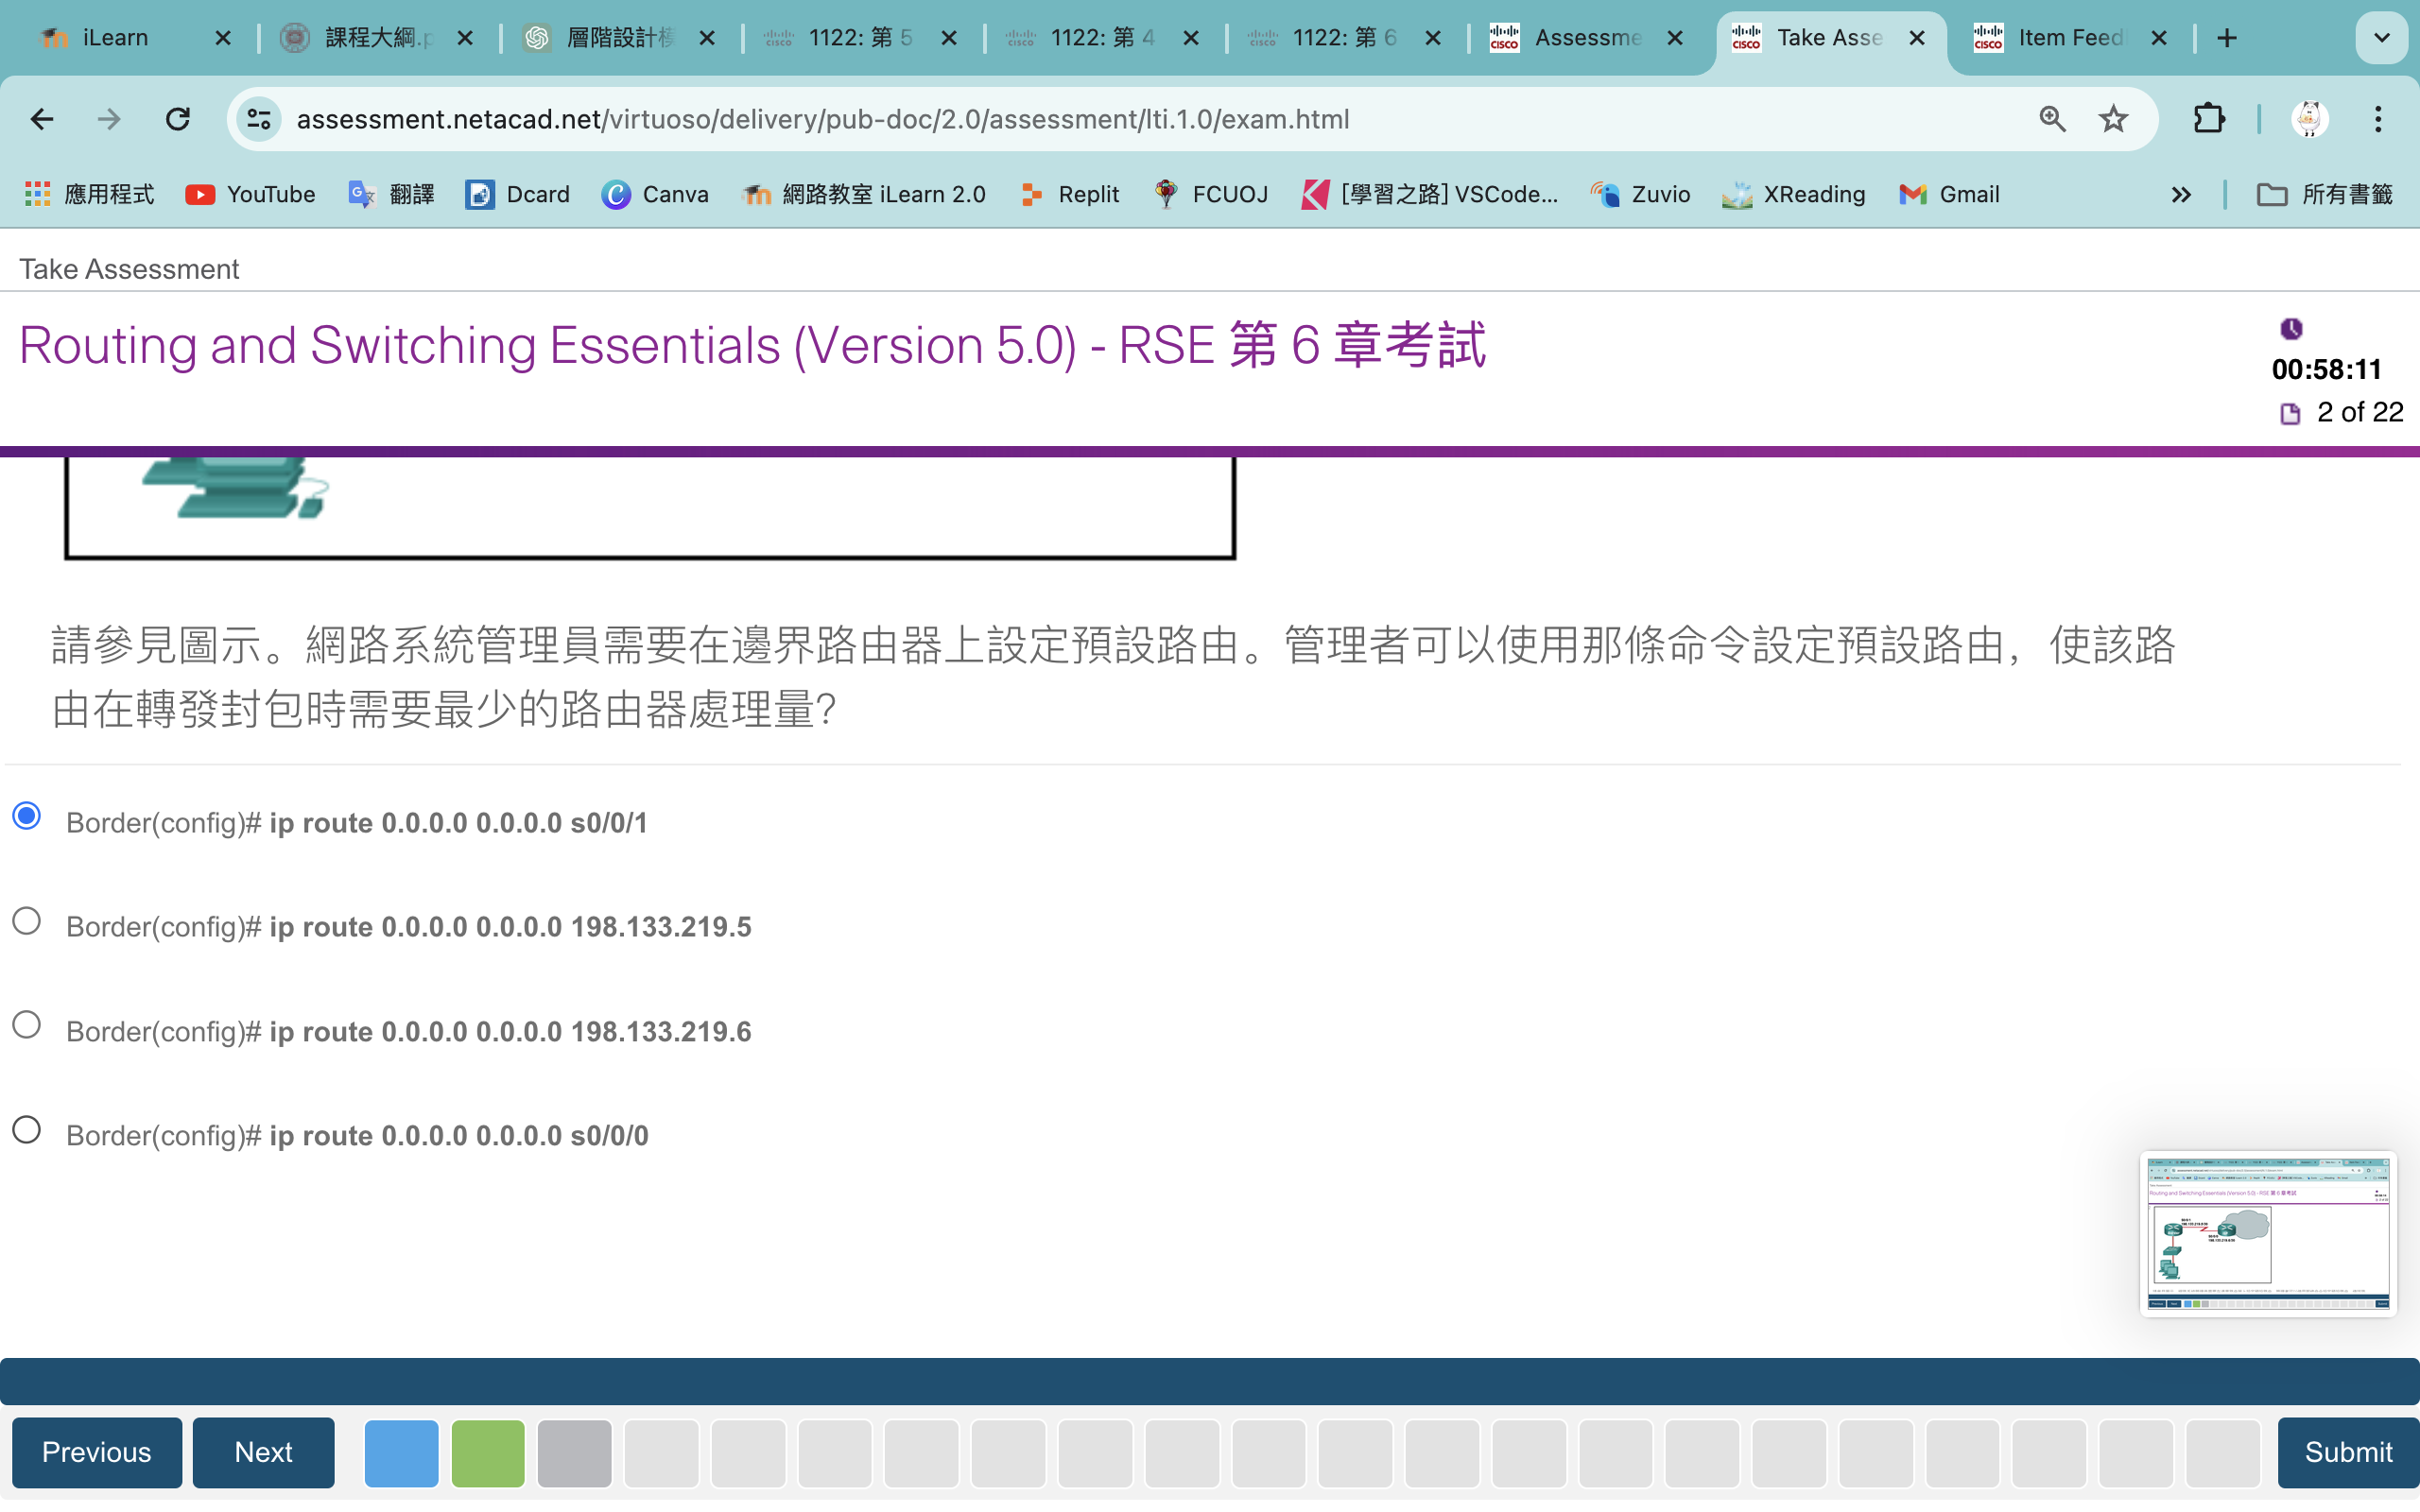 iLearn
課程大綱.p
層階設計模
1122: 第 5
1122: 第 4
1122: 第 6
Assessme
Take Asse
Item Feed
assessment.netacad.net/virtuoso/delivery/pub-doc/2.0/assessment/lti.1.0/exam.html
應用程式
YouTube
翻譯
Dcard
Canva
網路教室 iLearn 2.0
Replit
FCUOJ
[學習之路] VSCode...
Zuvio
XReading
Gmail
所有書籤
Take Assessment
Routing and Switching Essentials (Version 5.0) - RSE 第 6 章考試
00:58:11
2 of 22
請參見圖示。網路系統管理員需要在邊界路由器上設定預設路由。管理者可以使用那條命令設定預設路由，使該路
由在轉發封包時需要最少的路由器處理量?
Border(config)# ip route 0.0.0.0 0.0.0.0 s0/0/1
Border(config)# ip route 0.0.0.0 0.0.0.0 198.133.219.5
Border(config)# ip route 0.0.0.0 0.0.0.0 198.133.219.6
Border(config)# ip route 0.0.0.0 0.0.0.0 s0/0/0
Previous
Next
Submit